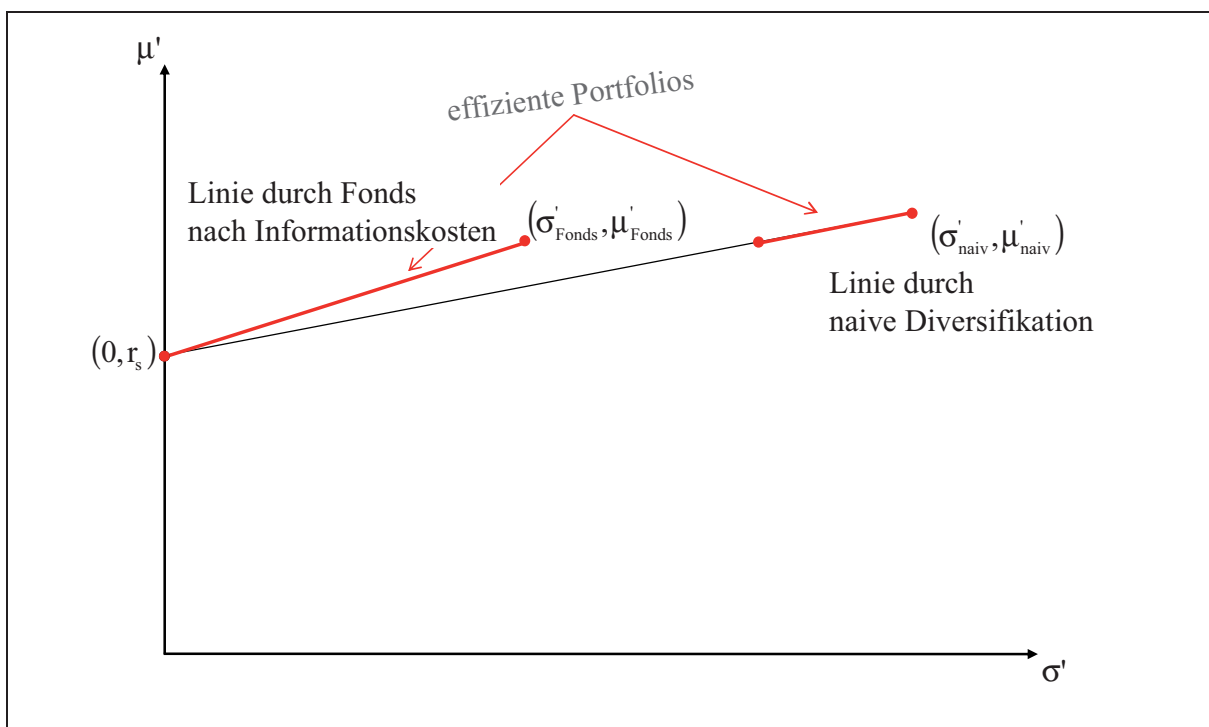 μ'
effiziente Portfolios
Linie durch Fonds
nach Informationskosten
(σ'Fonds, μ'Fonds)
(σ'naiv, μ'naiv)
Linie durch
naive Diversifikation
(0, rs)
σ'